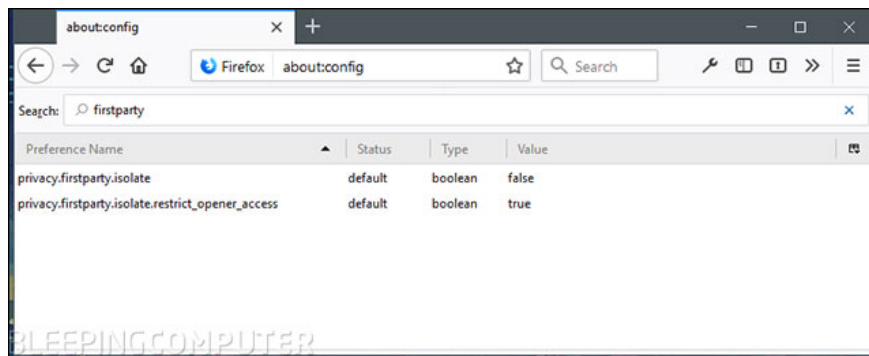 about:config
Firefox about:config Search
Search: firstparty
Preference Name Status Type Value
privacy.firstparty.isolate default boolean false
privacy.firstparty.isolate.restrict_opener_access default boolean true
BLEEPINGCOMPUTER